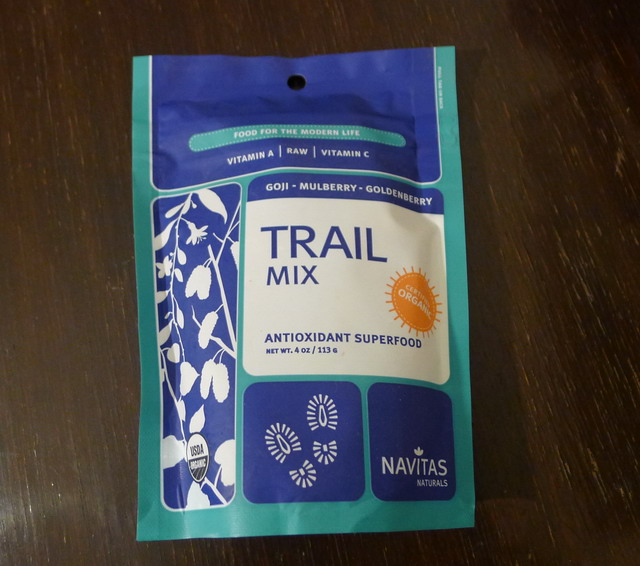 FOOD FOR THE MODERN LIFE
VITAMIN A | RAW | VITAMIN C
GOJI - MULBERRY - GOLDENBERRY
TRAIL
MIX
CERTIFIED
ORGANIC
ANTIOXIDANT SUPERFOOD
NET WT. 4 oz / 113 g
USDA
ORGANIC
NAVITAS
NATURALS